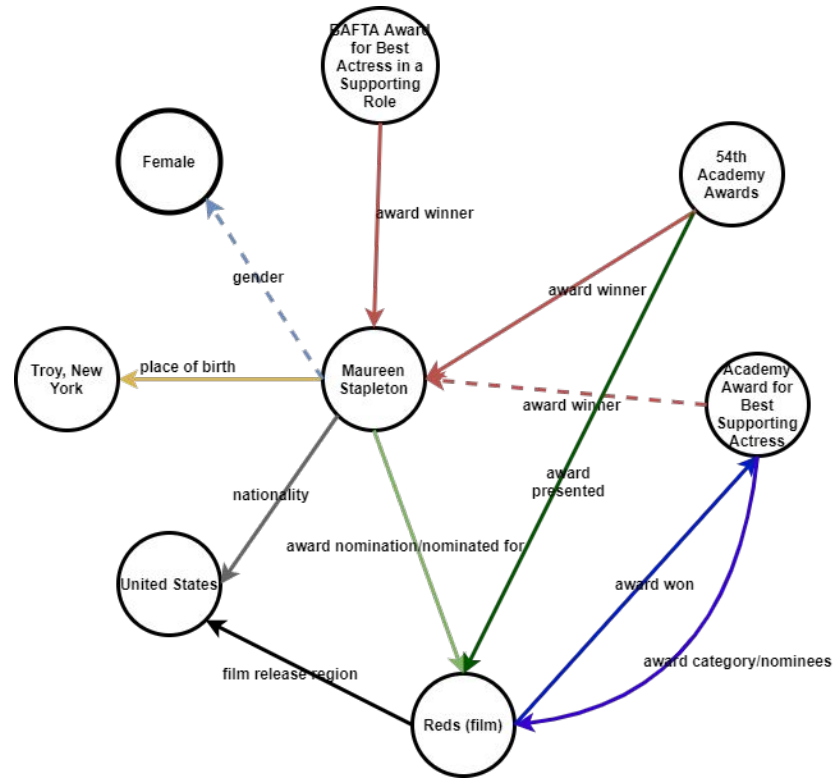 BAFTA Award
for Best
Actress in a
Supporting
Role
Female
54th
Academy
Awards
award winner
gender
award winner
Troy, New
York
place of birth
Maureen
Stapleton
Academy
Award for
Best
Supporting
Actress
award winner
award
presented
nationality
award nomination/nominated for
United States
award won
film release region
award category/nominees
Reds (film)